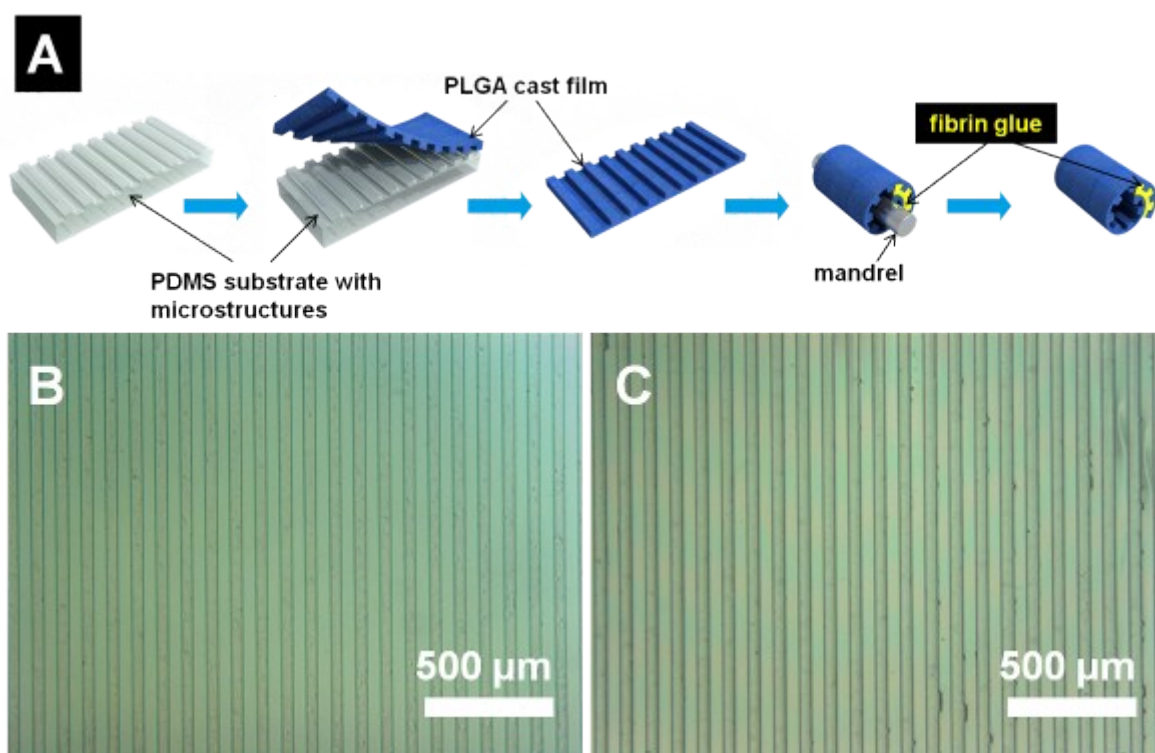 A
PLGA cast film
fibrin glue
mandrel
PDMS substrate with
microstructures
B
C
500 µm
500 µm